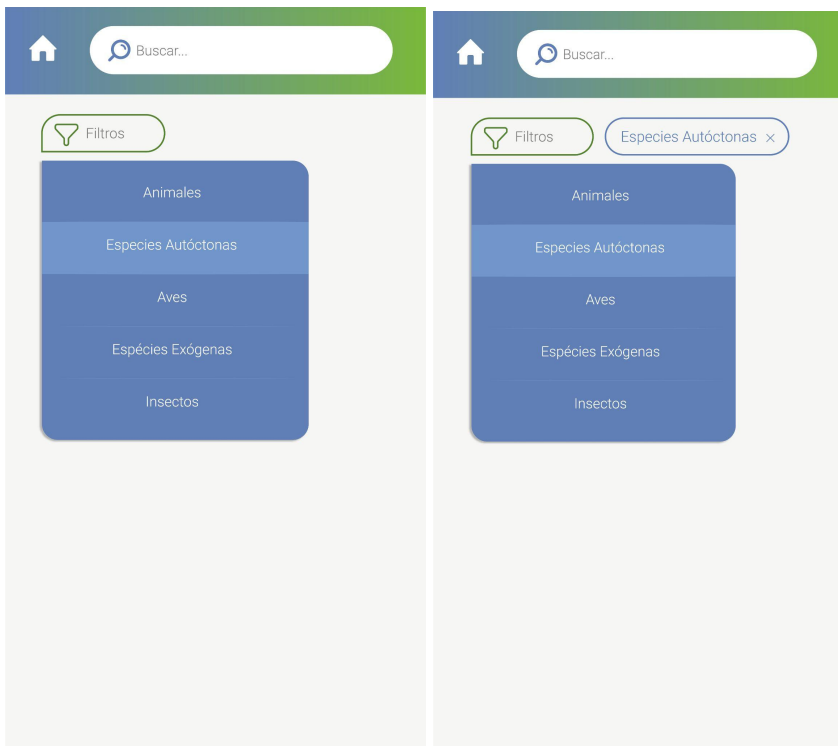 Buscar...
Filtros
Animales
Especies Autóctonas
Aves
Espécies Exógenas
Insectos
Buscar...
Filtros
Especies Autóctonas ×
Animales
Especies Autóctonas
Aves
Espécies Exógenas
Insectos